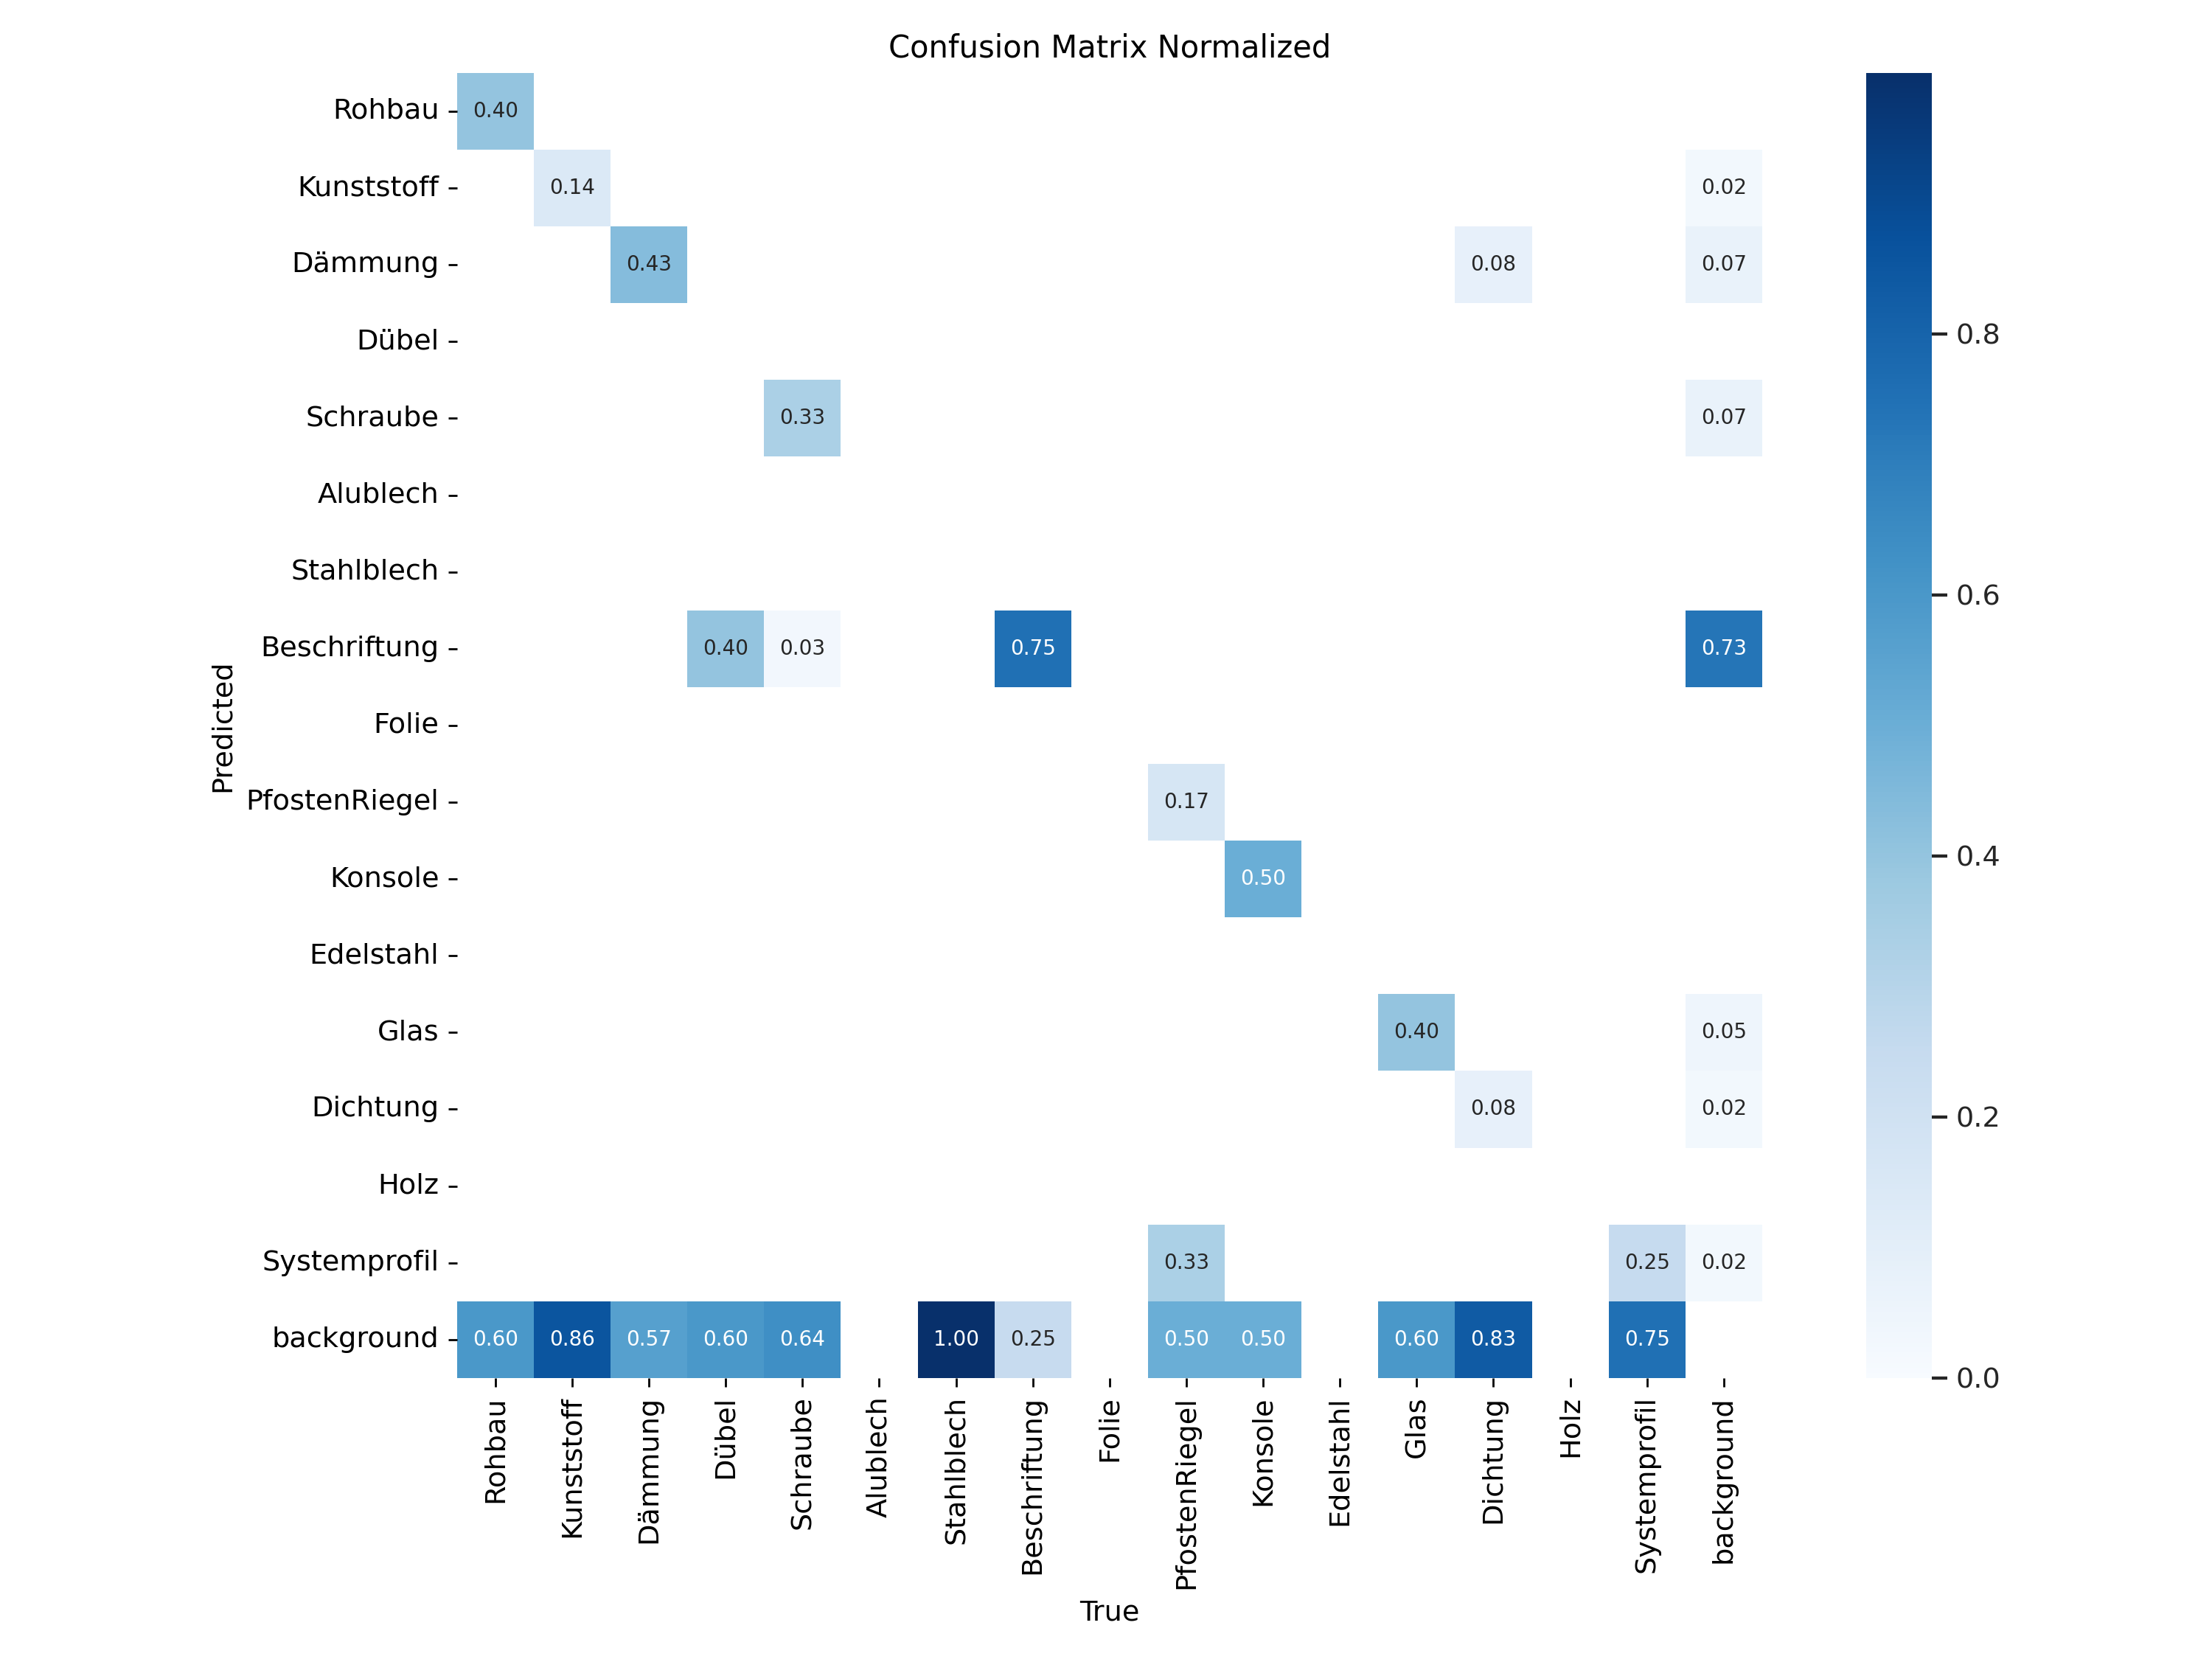 Confusion Matrix Normalized
Rohbau
0.40
Kunststoff
0.14
0.02
Dämmung
0.43
0.08
0.07
Dübel
Schraube
0.33
0.07
Alublech
Stahlblech
Beschriftung
0.40
0.03
0.75
0.73
Folie
PfostenRiegel
0.17
Konsole
0.50
Edelstahl
Glas
0.40
0.05
Dichtung
0.08
0.02
Holz
Systemprofil
0.33
0.25
0.02
background
0.60
0.86
0.57
0.60
0.64
1.00
0.25
0.50
0.50
0.60
0.83
0.75
Predicted
Rohbau
Kunststoff
Dämmung
Dübel
Schraube
Alublech
Stahlblech
Beschriftung
Folie
PfostenRiegel
Konsole
Edelstahl
Glas
Dichtung
Holz
Systemprofil
background
True
0.8
0.6
0.4
0.2
0.0